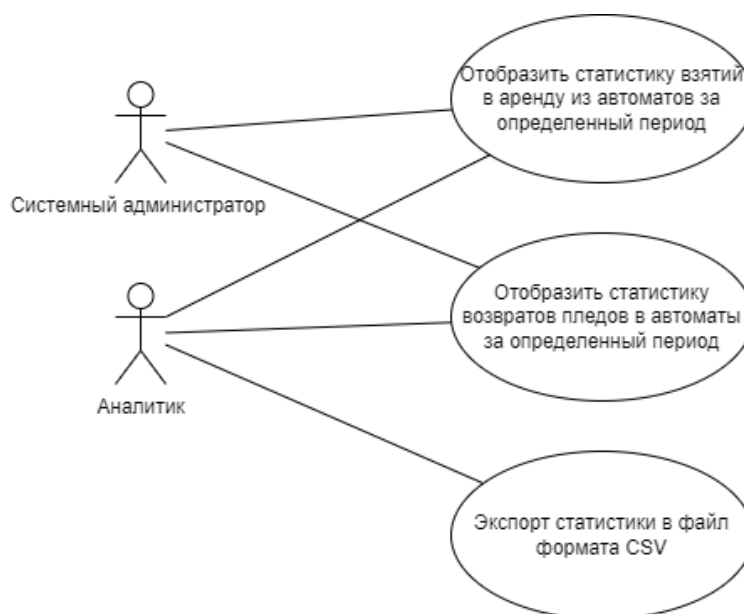 Отобразить статистику взятий
в аренду из автоматов за
определенный период
Системный администратор
Отобразить статистику
возвратов пледов в автоматы
за определенный период
Аналитик
Экспорт статистики в файл
формата CSV